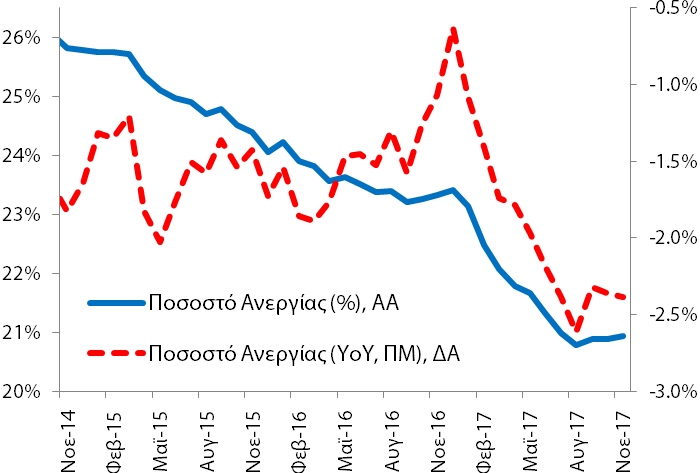 26%
25%
24%
23%
22%
21%
20%
-0.5%
-1.0%
-1.5%
-2.0%
-2.5%
-3.0%
Ποσοστό Ανεργίας (%), ΑΑ
Ποσοστό Ανεργίας (YoY, ΠΜ), ΔΑ
Νοε-14
Φεβ-15
Μαϊ-15
Αυγ-15
Νοε-15
Φεβ-16
Μαϊ-16
Αυγ-16
Νοε-16
Φεβ-17
Μαϊ-17
Αυγ-17
Νοε-17